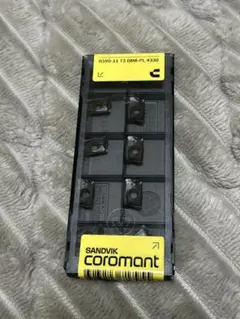 R390-11 T3 08M-PL 4330
SANDVIK
coromant